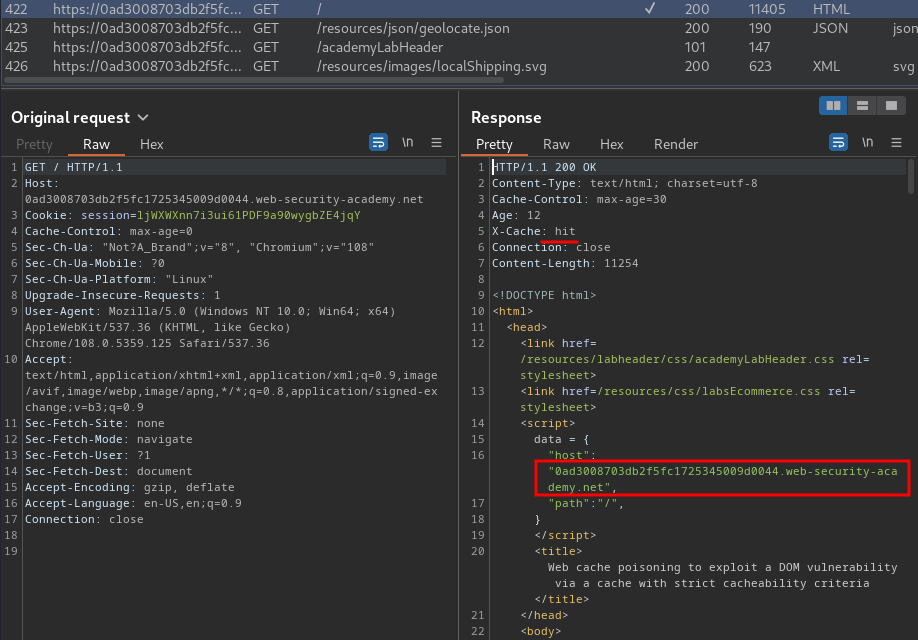 422 https://0ad3008703db2f5fc... GET / ✓ 200 11405 HTML
423 https://0ad3008703db2f5fc... GET /resources/json/geolocate.json 200 190 JSON json
425 https://0ad3008703db2f5fc... GET /academyLabHeader 101 147
426 https://0ad3008703db2f5fc... GET /resources/images/localShipping.svg 200 623 XML svg
Original request
Pretty Raw Hex \n
1 GET / HTTP/1.1
2 Host:
0ad3008703db2f5fc1725345009d0044.web-security-academy.net
3 Cookie: session=ljWXWXnn7i3ui61PDF9a90wygbZE4jqY
4 Cache-Control: max-age=0
5 Sec-Ch-Ua: "Not?A_Brand";v="8", "Chromium";v="108"
6 Sec-Ch-Ua-Mobile: ?0
7 Sec-Ch-Ua-Platform: "Linux"
8 Upgrade-Insecure-Requests: 1
9 User-Agent: Mozilla/5.0 (Windows NT 10.0; Win64; x64)
AppleWebKit/537.36 (KHTML, like Gecko)
Chrome/108.0.5359.125 Safari/537.36
10 Accept:
text/html,application/xhtml+xml,application/xml;q=0.9,image
/avif,image/webp,image/apng,*/*;q=0.8,application/signed-ex
change;v=b3;q=0.9
11 Sec-Fetch-Site: none
12 Sec-Fetch-Mode: navigate
13 Sec-Fetch-User: ?1
14 Sec-Fetch-Dest: document
15 Accept-Encoding: gzip, deflate
16 Accept-Language: en-US,en;q=0.9
17 Connection: close
18
19
Response
Pretty Raw Hex Render \n
1 HTTP/1.1 200 OK
2 Content-Type: text/html; charset=utf-8
3 Cache-Control: max-age=30
4 Age: 12
5 X-Cache: hit
6 Connection: close
7 Content-Length: 11254
8
9 <!DOCTYPE html>
10 <html>
11 <head>
12 <link href=
/resources/labheader/css/academyLabHeader.css rel=
stylesheet>
13 <link href=/resources/css/labsEcommerce.css rel=
stylesheet>
14 <script>
15 data = {
16 "host":
"0ad3008703db2f5fc1725345009d0044.web-security-aca
demy.net",
17 "path":"/",
18 }
19 </script>
20 <title>
Web cache poisoning to exploit a DOM vulnerability
via a cache with strict cacheability criteria
</title>
21 </head>
22 <body>